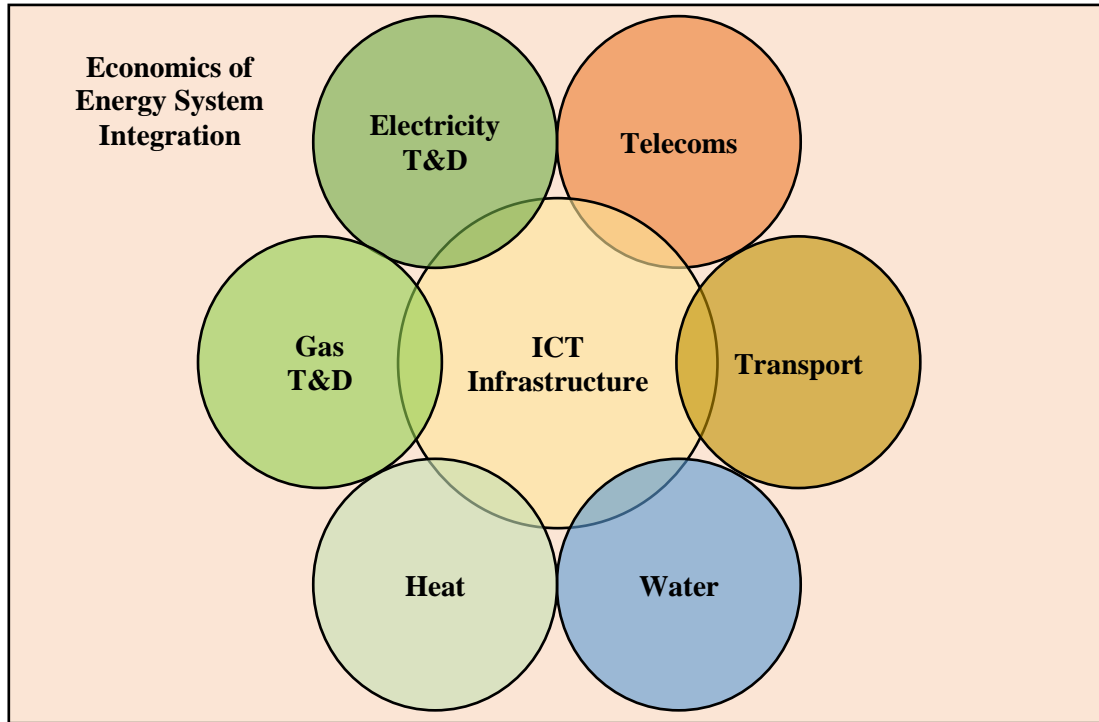 Economics of
Energy System
Integration
Electricity
T&D
Telecoms
Gas
T&D
ICT
Infrastructure
Transport
Heat
Water